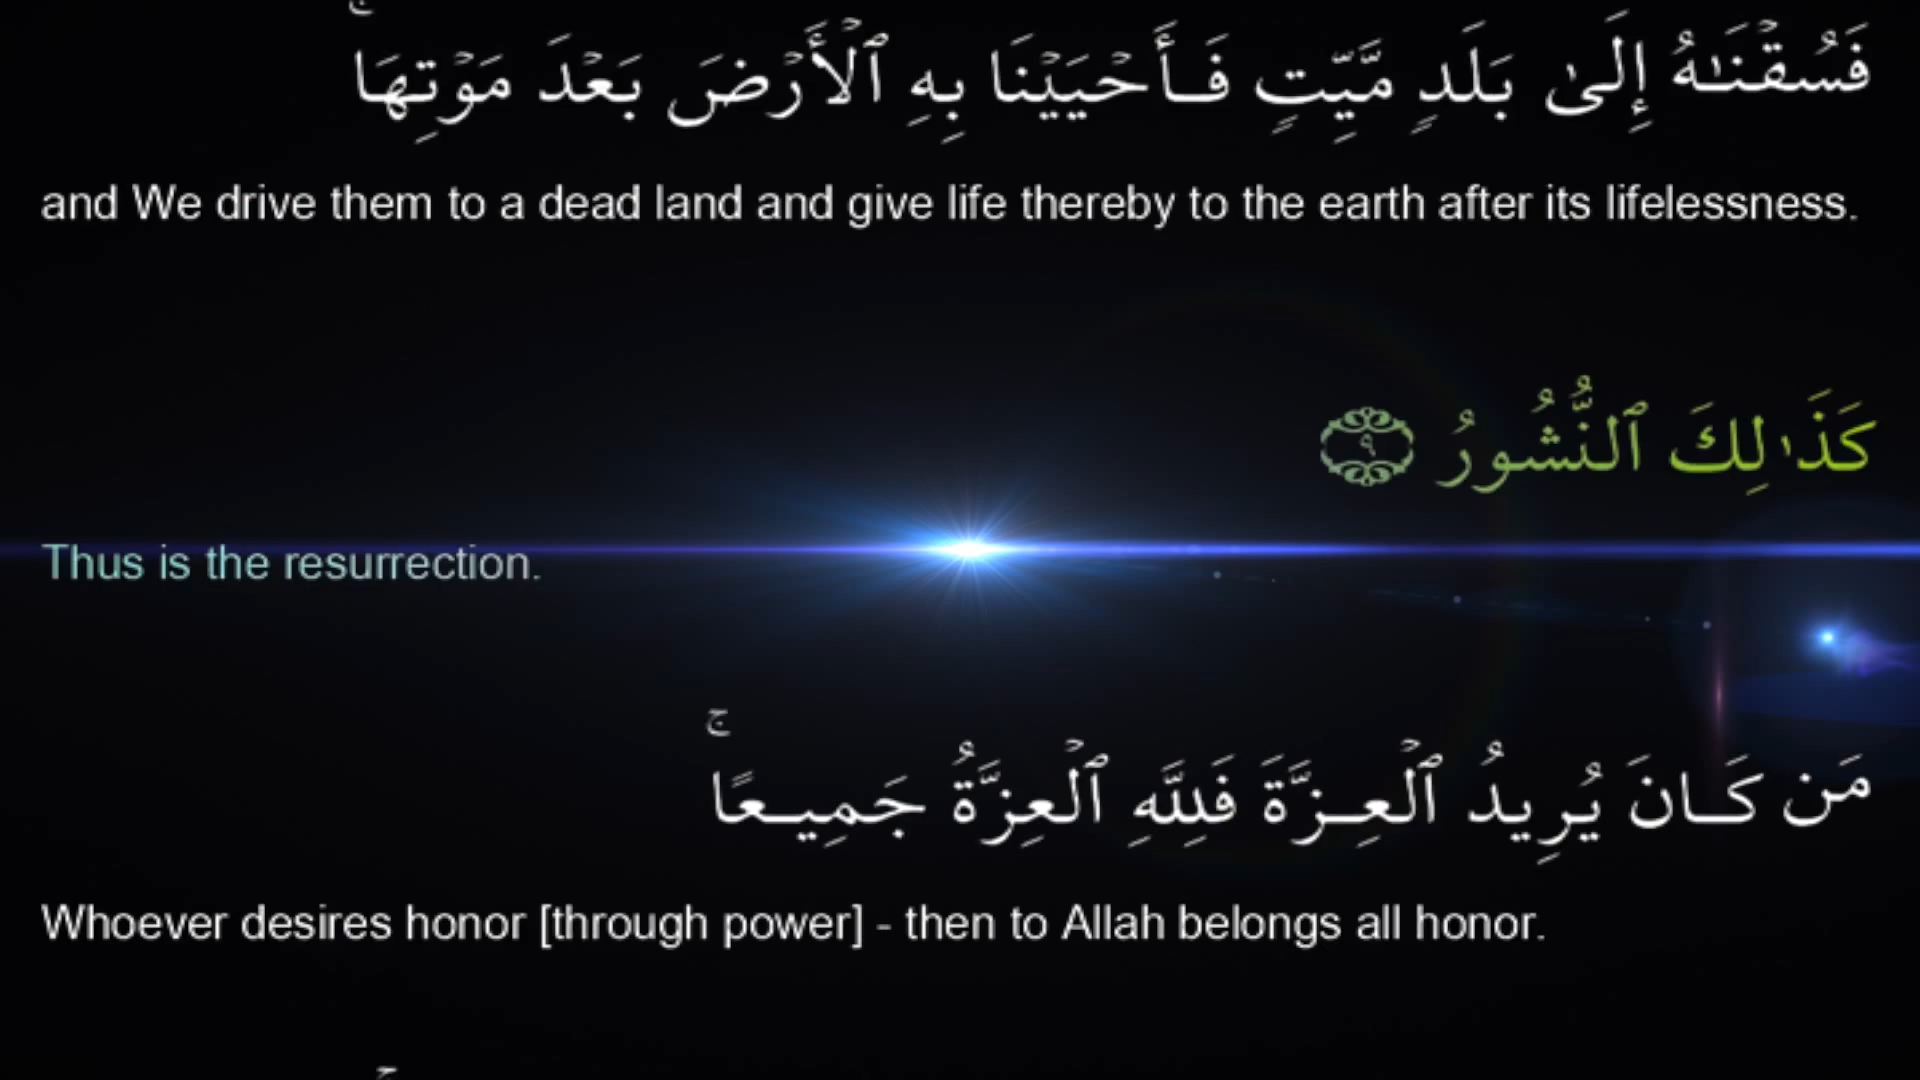 فَسُقْنَـٰهُ إِلَىٰ بَلَدٍ مَّيِّتٍ فَأَحْيَيْنَا بِهِ ٱلْأَرْضَ بَعْدَ مَوْتِهَا ۚ
and We drive them to a dead land and give life thereby to the earth after its lifelessness.
كَذَٰلِكَ ٱلنُّشُورُ ٩
Thus is the resurrection.
مَن كَانَ يُرِيدُ ٱلْعِزَّةَ فَلِلَّهِ ٱلْعِزَّةُ جَمِيعًا ۚ
Whoever desires honor [through power] - then to Allah belongs all honor.